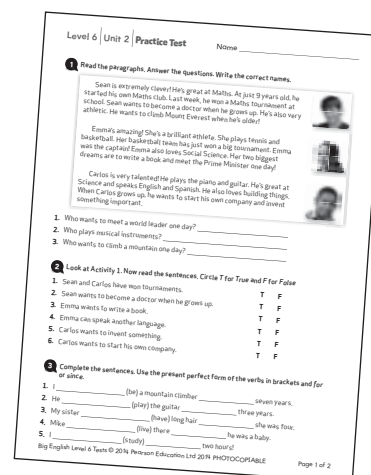 Level 6 Unit 2 Practice Test
Name
1 Read the paragraphs. Answer the questions. Write the correct names.
Sean is extremely clever! He's great at Maths. At just 9 years old, he
started his own Maths club. Last week, he won a Maths tournament at
school. Sean wants to become a doctor when he grows up. He's also very
athletic. He wants to climb Mount Everest when he's older!
Emma's amazing! She's a brilliant athlete. She plays tennis and
basketball. Her basketball team has just won a big tournament. Emma
was the captain! Emma also loves Social Science. Her two biggest
dreams are to write a book and meet the Prime Minister one day!
Carlos is very talented! He plays the piano and guitar. He's great at
Science and speaks English and Spanish. He also loves building things.
When Carlos grows up, he wants to start his own company and invent
something important.
1. Who wants to meet a world leader one day?
2. Who plays musical instruments?
3. Who wants to climb a mountain one day?
2 Look at Activity 1. Now read the sentences. Circle T for True and F for False
1. Sean and Carlos have won tournaments. T F
2. Sean wants to become a doctor when he grows up. T F
3. Emma wants to write a book. T F
4. Emma can speak another language. T F
5. Carlos wants to invent something. T F
6. Carlos wants to start his own company. T F
3 Complete the sentences. Use the present perfect form of the verbs in brackets and for
or since.
1. I (be) a mountain climber seven years.
2. He (play) the guitar three years.
3. My sister (have) long hair she was four.
4. Mike (live) there he was a baby.
5. I (study) two hours!
Big English Level 6 Tests © 2014 Pearson Education Ltd 2014 PHOTOCOPIABLE
Page 1 of 2